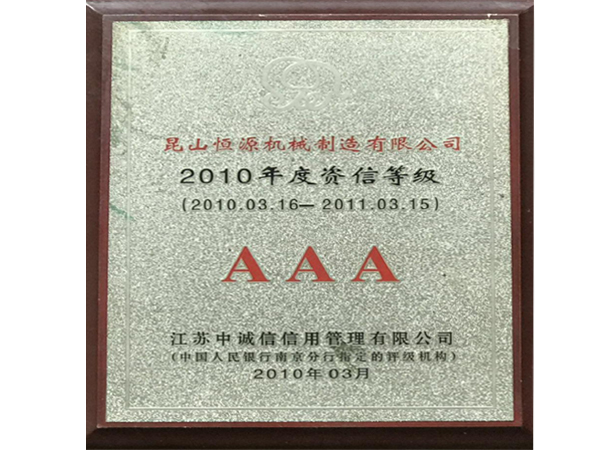 昆山恒源机械制造有限公司
2010年度资信等级
(2010.03.16—2011.03.15)
AAA
江苏中诚信信用管理有限公司
(中国人民银行南京分行指定的评级机构)
2010年03月